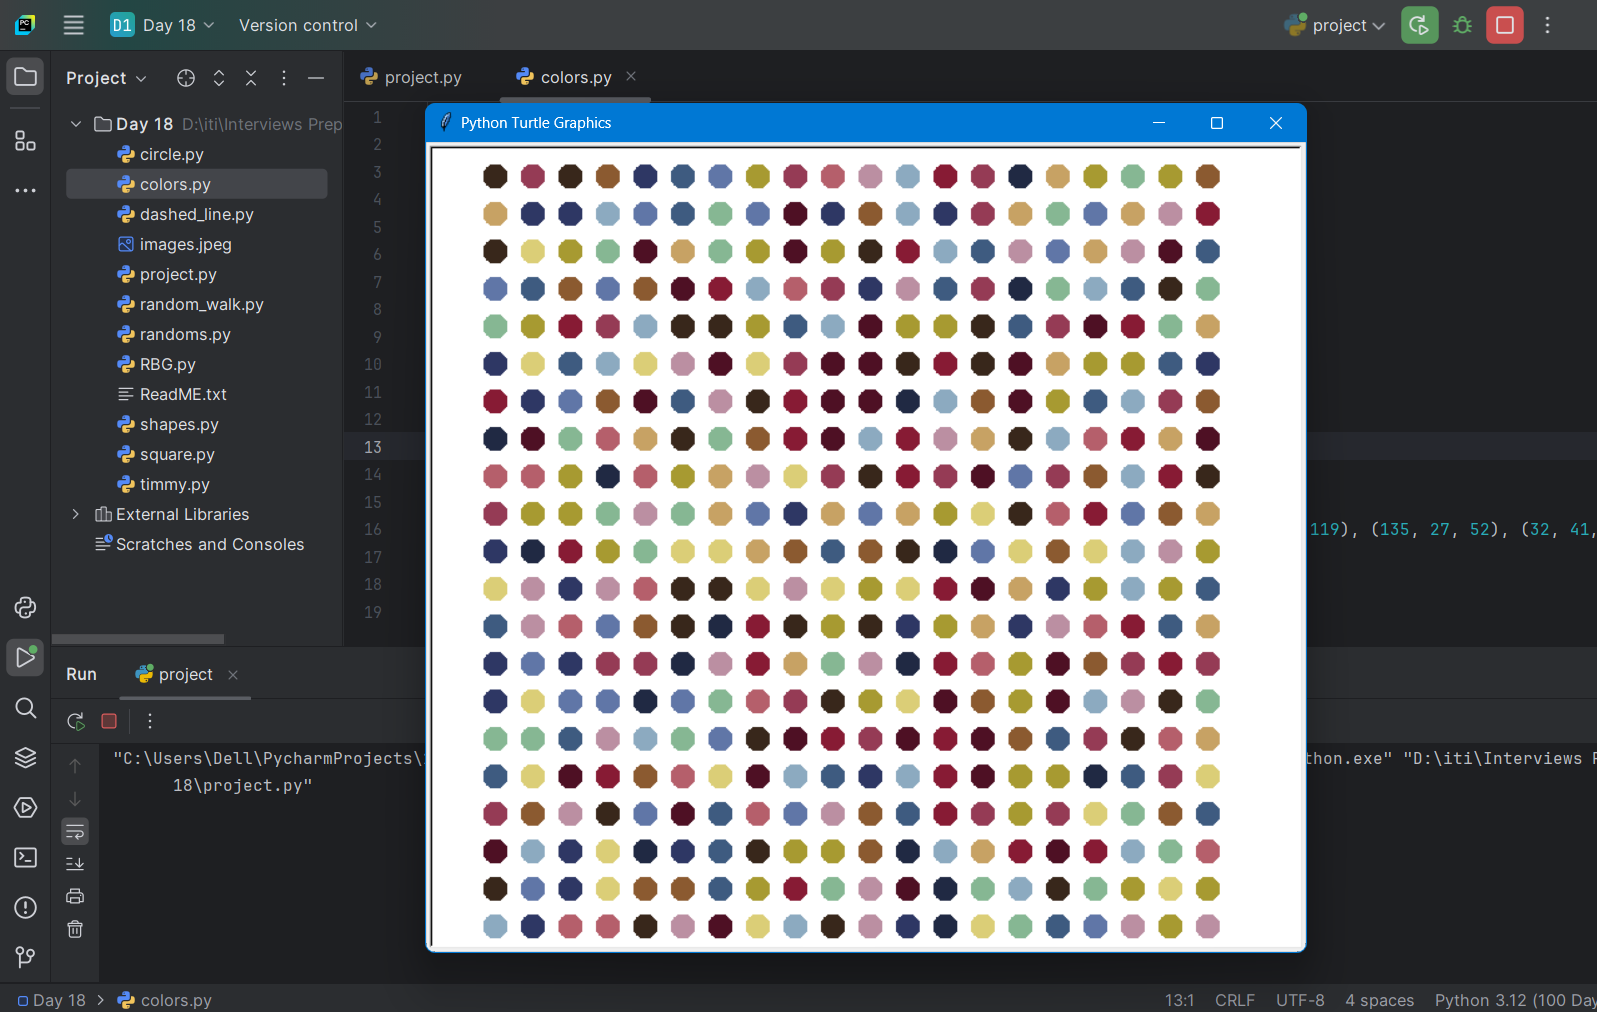 D1 Day 18 Version control project
Project
project.py colors.py
Day 18 D:\iti\Interviews Prep
circle.py
colors.py
dashed_line.py
images.jpeg
project.py
random_walk.py
randoms.py
RBG.py
ReadME.txt
shapes.py
square.py
timmy.py
External Libraries
Scratches and Consoles
1
2
3
4
5
6
7
8
9
10
11
12
13
14
15
16
17
18
19
Python Turtle Graphics
119), (135, 27, 52), (32, 41,
Run project
"C:\Users\Dell\PycharmProjects\ thon.exe" "D:\iti\Interviews
18\project.py"
Day 18 > colors.py 13:1 CRLF UTF-8 4 spaces Python 3.12 (100 Day